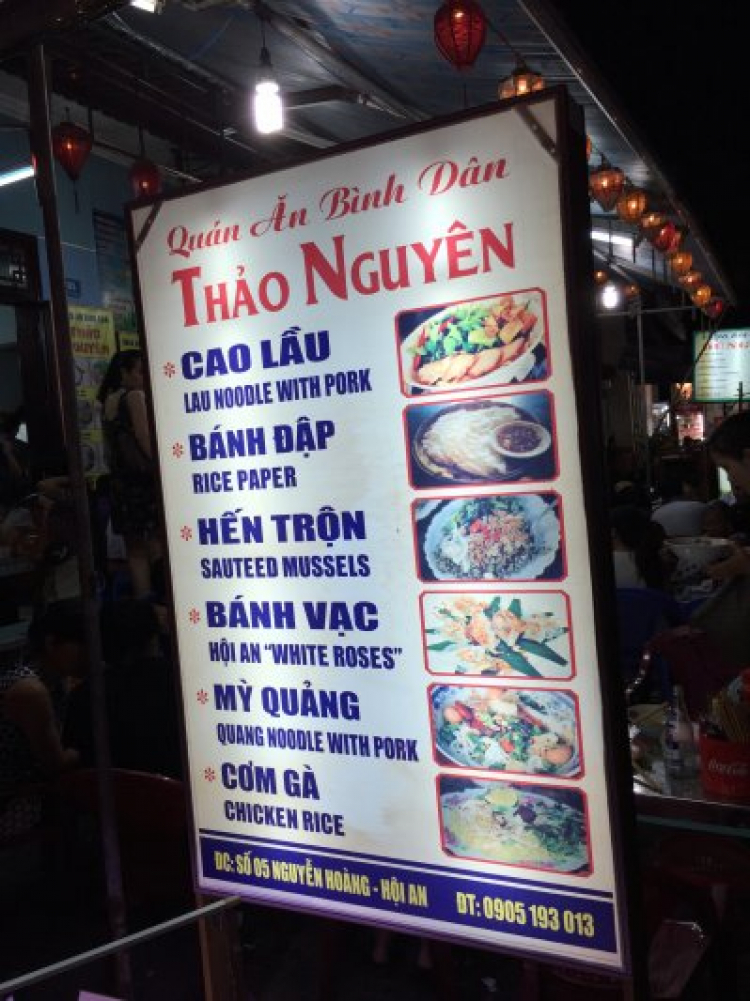 Quán Ăn Bình Dân
THẢO NGUYÊN
* CAO LẦU
LAU NOODLE WITH PORK
* BÁNH ĐẬP
RICE PAPER
* HẾN TRỘN
SAUTEED MUSSELS
* BÁNH VẠC
HỘI AN "WHITE ROSES"
* MỲ QUẢNG
QUANG NOODLE WITH PORK
* CƠM GÀ
CHICKEN RICE
ĐC: SỐ 05 NGUYỄN HOÀNG - HỘI AN ĐT: 0905 193 013
Coca-Cola